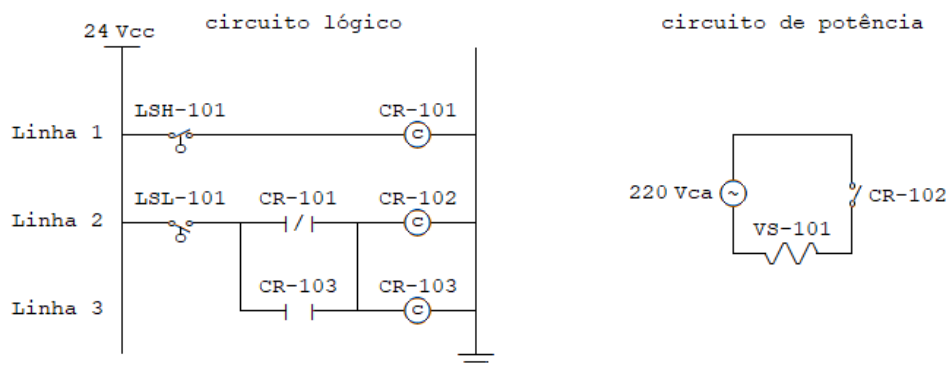 circuito lógico
circuito de potência
24 Vcc
LSH-101
CR-101
Linha 1
C
LSL-101
CR-101
CR-102
Linha 2
C
CR-103
CR-103
Linha 3
C
220 Vca
~
CR-102
VS-101